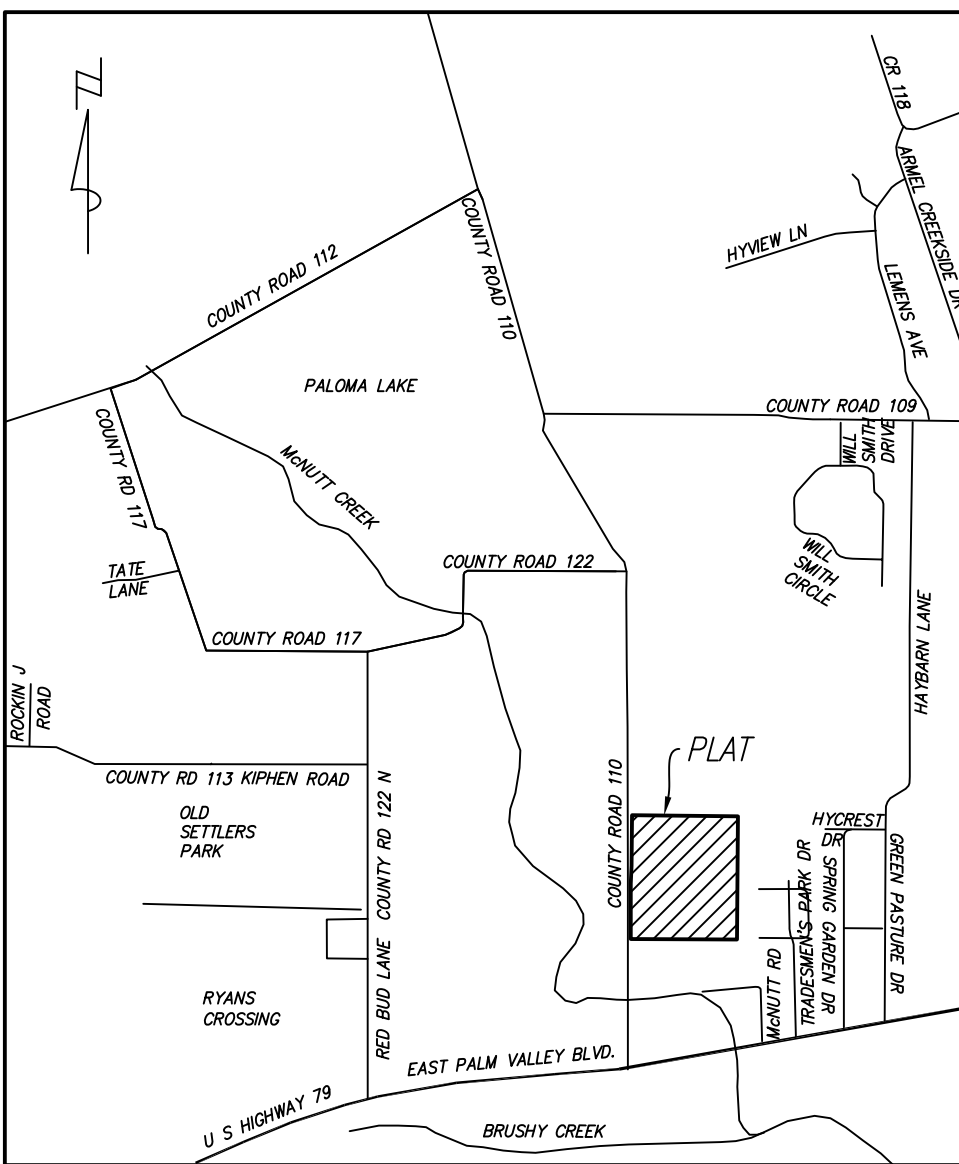 N
CR 118
ARMEL CREEKSIDE DR
HYVIEW LN
LEMENS AVE
COUNTY ROAD 112
COUNTY ROAD 110
PALOMA LAKE
COUNTY ROAD 109
COUNTY RD 117
McNUTT CREEK
WILL
SMITH
DRIVE
COUNTY ROAD 122
WILL
SMITH
CIRCLE
TATE
LANE
COUNTY ROAD 117
HAYBARN LANE
ROCKIN J
ROAD
PLAT
COUNTY RD 113 KIPHEN ROAD
COUNTY ROAD 110
OLD
SETTLERS
PARK
HYCREST
DR
RED BUD LANE COUNTY RD 122 N
McNUTT RD
TRADESMEN'S PARK DR
SPRING GARDEN DR
GREEN PASTURE DR
RYANS
CROSSING
EAST PALM VALLEY BLVD.
U S HIGHWAY 79
BRUSHY CREEK